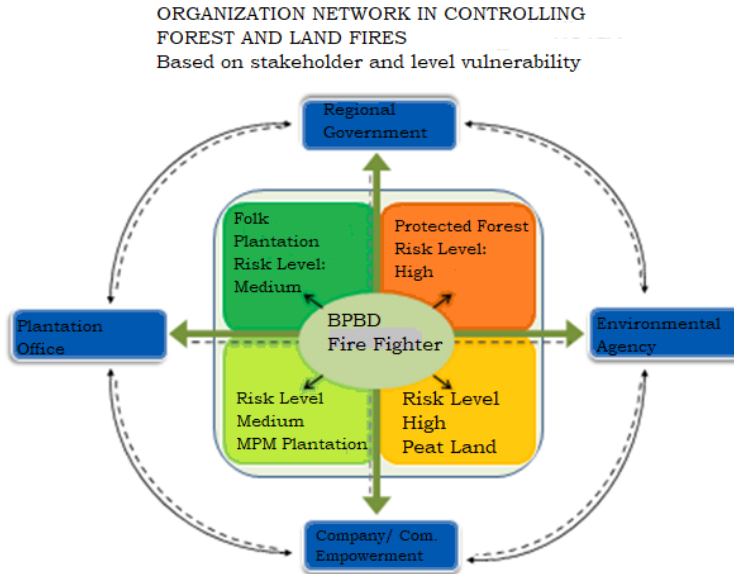 ORGANIZATION NETWORK IN CONTROLLING
FOREST AND LAND FIRES
Based on stakeholder and level vulnerability
Regional
Government
Folk
Plantation
Risk Level:
Medium
Protected Forest
Risk Level:
High
Plantation
Office
BPBD
Fire Fighter
Environmental
Agency
Risk Level
Medium
MPM Plantation
Risk Level
High
Peat Land
Company/ Com.
Empowerment